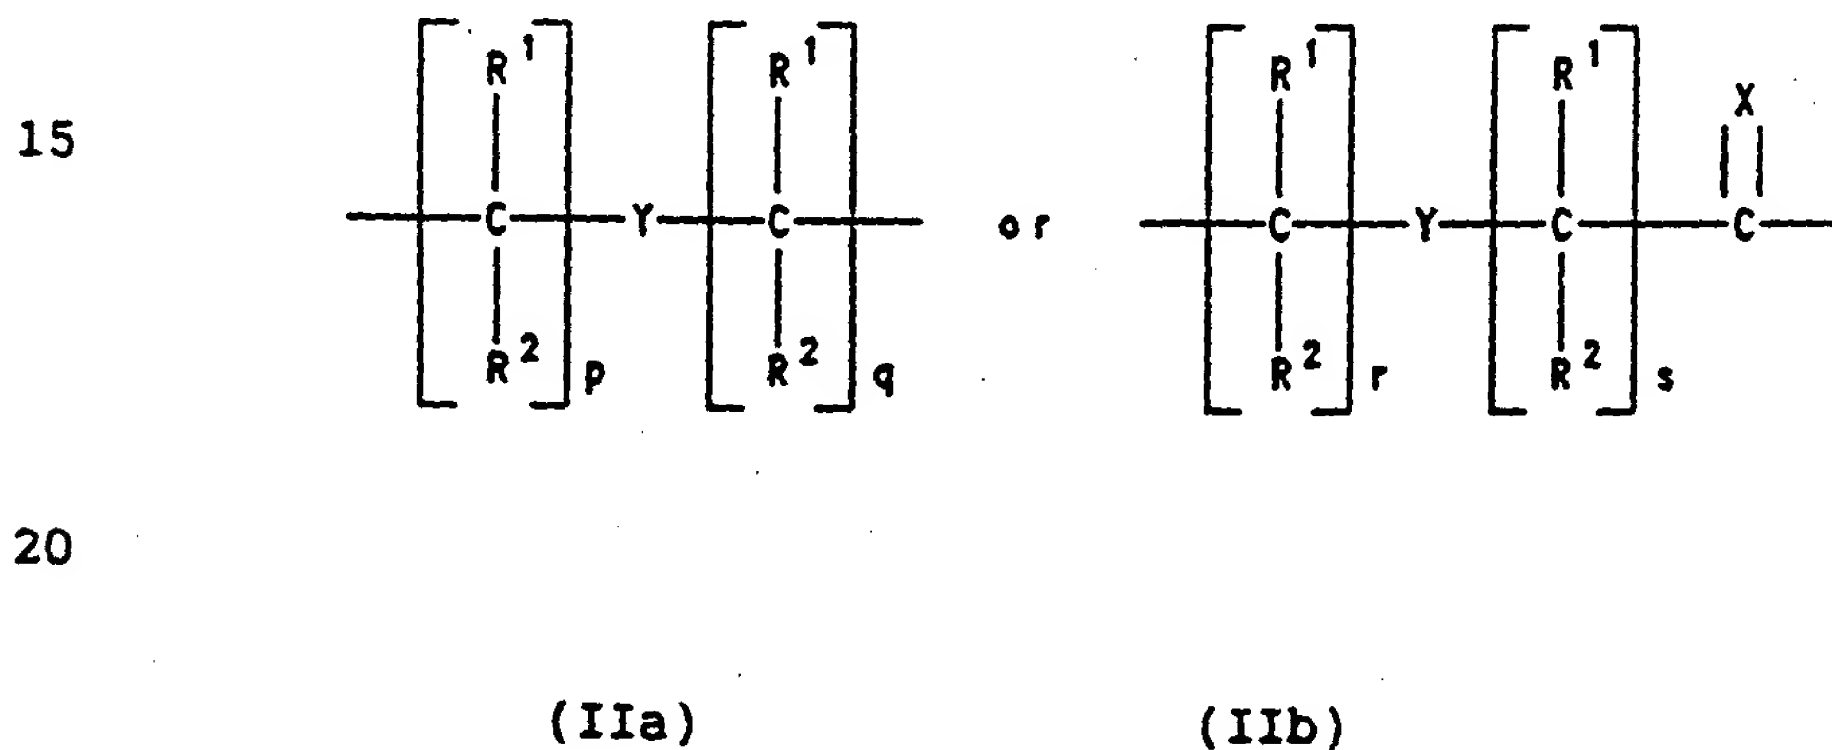 R1 R1 R1 R1 X
15
C Y C or C Y C C
R2 p R2 q R2 r R2 s
20
(IIa) (IIb)